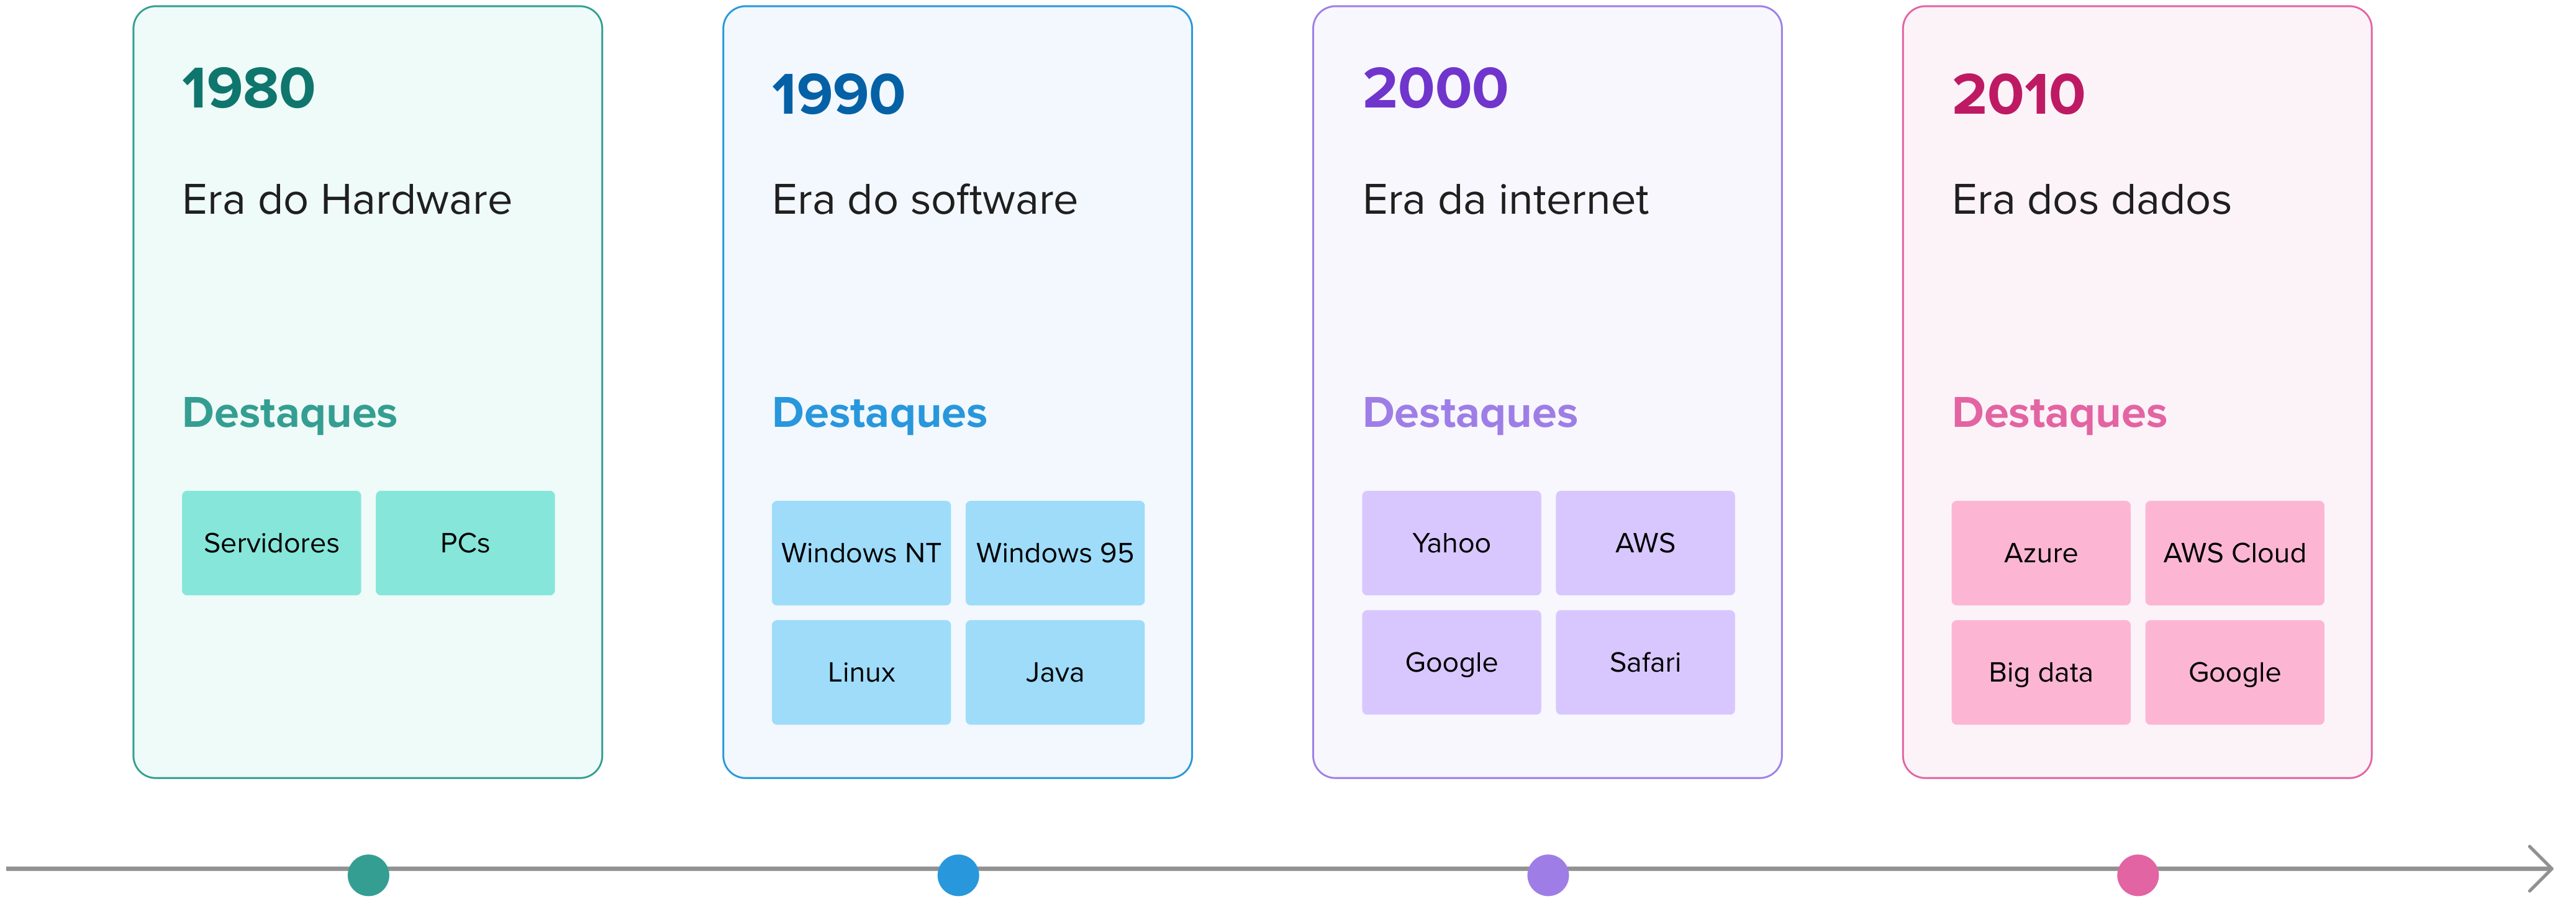 1980
Era do Hardware
Destaques
Servidores
PCs
1990
Era do software
Destaques
Windows NT
Windows 95
Linux
Java
2000
Era da internet
Destaques
Yahoo
AWS
Google
Safari
2010
Era dos dados
Destaques
Azure
AWS Cloud
Big data
Google